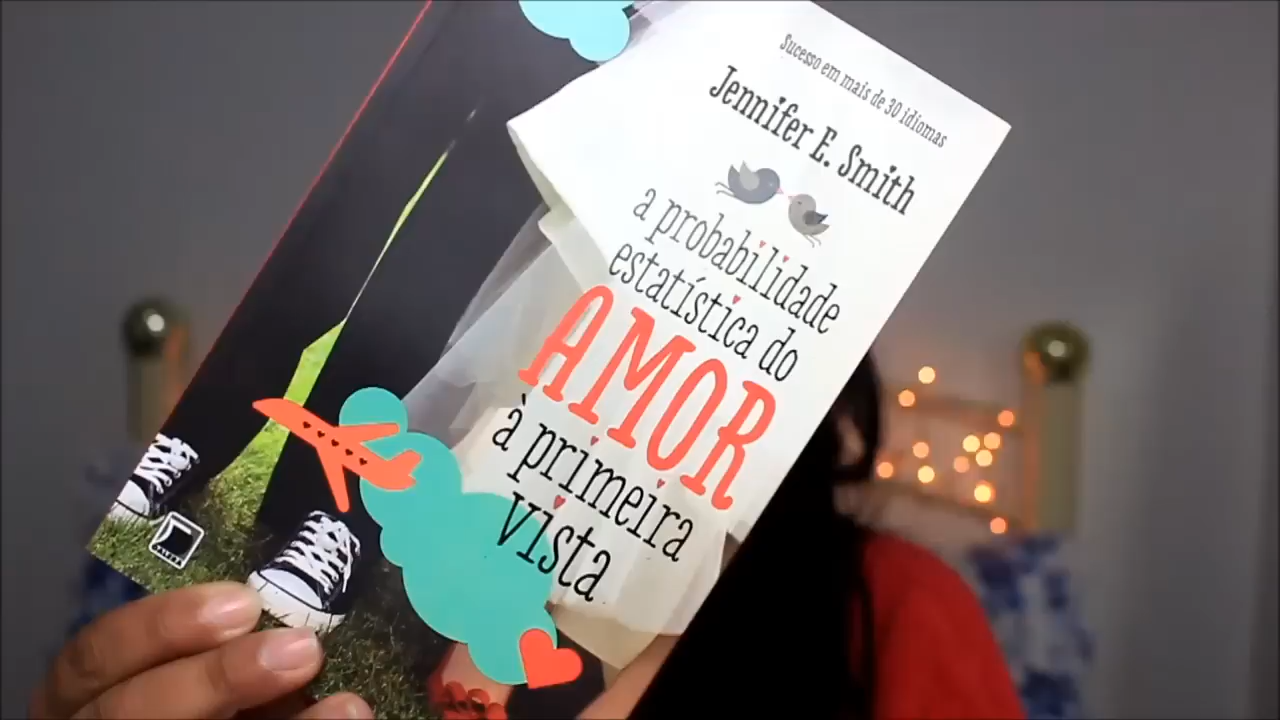 Sucesso em mais de 30 idiomas
Jennifer E. Smith
a probabilidade
estatística do
AMOR
à primeira
vista